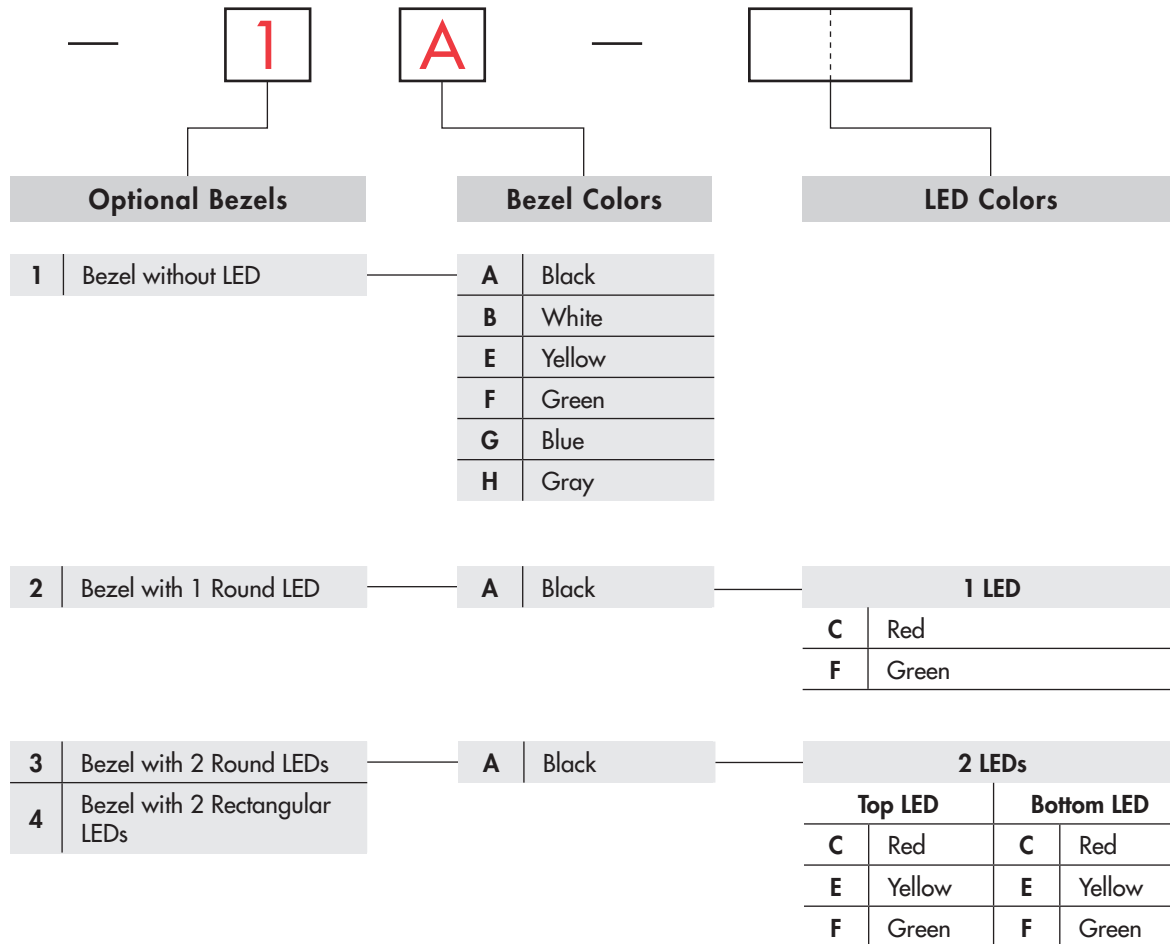 — 1 A —
Optional Bezels Bezel Colors LED Colors
1 Bezel without LED A Black
B White
E Yellow
F Green
G Blue
H Gray
2 Bezel with 1 Round LED A Black 1 LED
C Red
F Green
3 Bezel with 2 Round LEDs A Black 2 LEDs
4 Bezel with 2 Rectangular
LEDs
Top LED Bottom LED
C Red C Red
E Yellow E Yellow
F Green F Green